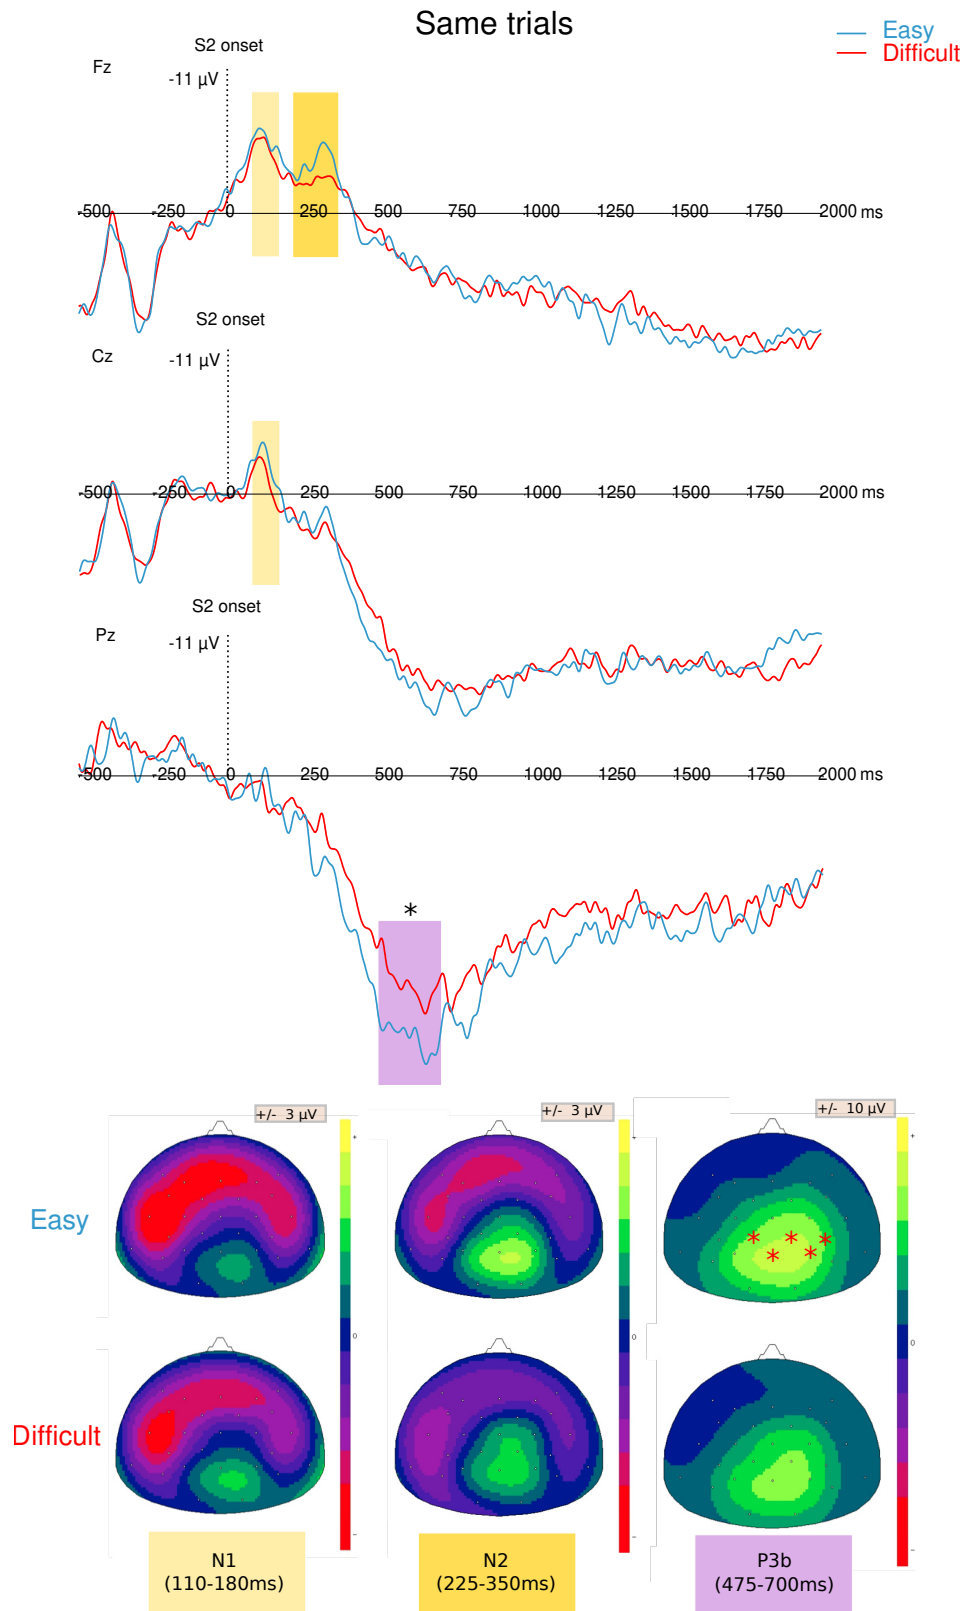 Same trials
Easy
Difficult
S2 onset
Fz
-11 µV
-500 -250 0 250 500 750 1000 1250 1500 1750 2000 ms
S2 onset
Cz
-11 µV
-500 -250 0 250 500 750 1000 1250 1500 1750 2000 ms
S2 onset
Pz
-11 µV
-500 -250 0 250 500 750 1000 1250 1500 1750 2000 ms
*
+/- 3 µV
+/- 3 µV
+/- 10 µV
Easy
* * * * *
+
0
-
0
-
+
0
-
Difficult
N1
(110-180ms)
N2
(225-350ms)
P3b
(475-700ms)